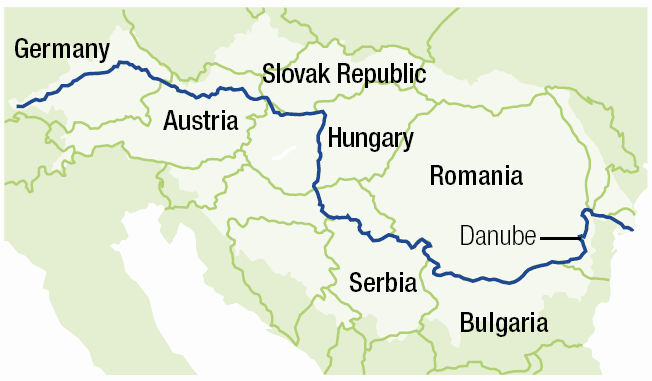 Germany
Slovak Republic
Austria
Hungary
Romania
Danube
Serbia
Bulgaria